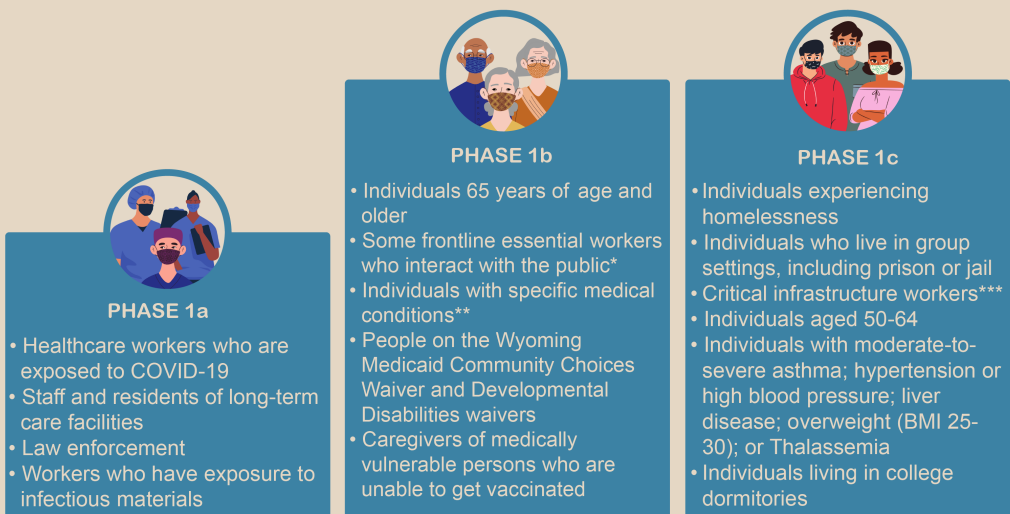 PHASE 1a
• Healthcare workers who are
exposed to COVID-19
• Staff and residents of long-term
care facilities
• Law enforcement
• Workers who have exposure to
infectious materials
PHASE 1b
• Individuals 65 years of age and
older
• Some frontline essential workers
who interact with the public*
• Individuals with specific medical
conditions**
• People on the Wyoming
Medicaid Community Choices
Waiver and Developmental
Disabilities waivers
• Caregivers of medically
vulnerable persons who are
unable to get vaccinated
PHASE 1c
• Individuals experiencing
homelessness
• Individuals who live in group
settings, including prison or jail
• Critical infrastructure workers***
• Individuals aged 50-64
• Individuals with moderate-to-
severe asthma; hypertension or
high blood pressure; liver
disease; overweight (BMI 25-
30); or Thalassemia
• Individuals living in college
dormitories